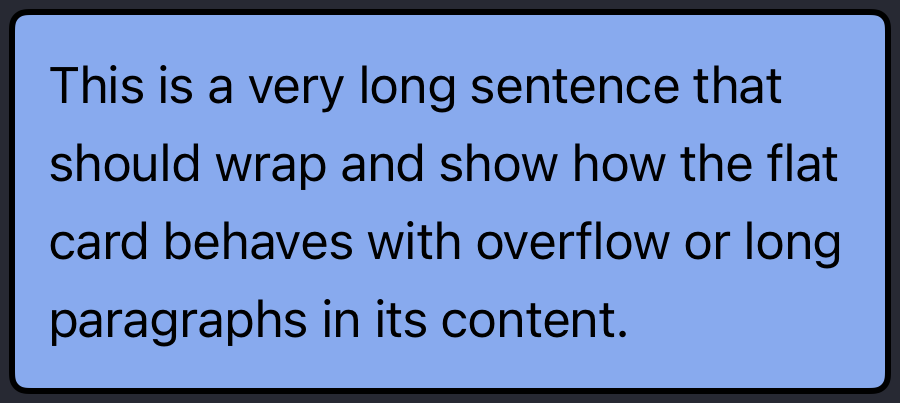 This is a very long sentence that
should wrap and show how the flat
card behaves with overflow or long
paragraphs in its content.